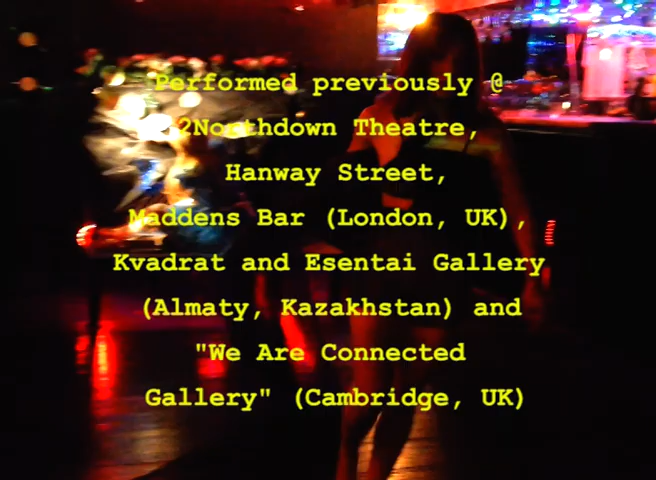 Performed previously @
2Northdown Theatre,
Hanway Street,
Maddens Bar (London, UK),
Kvadrat and Esentai Gallery
(Almaty, Kazakhstan) and
"We Are Connected
Gallery" (Cambridge, UK)